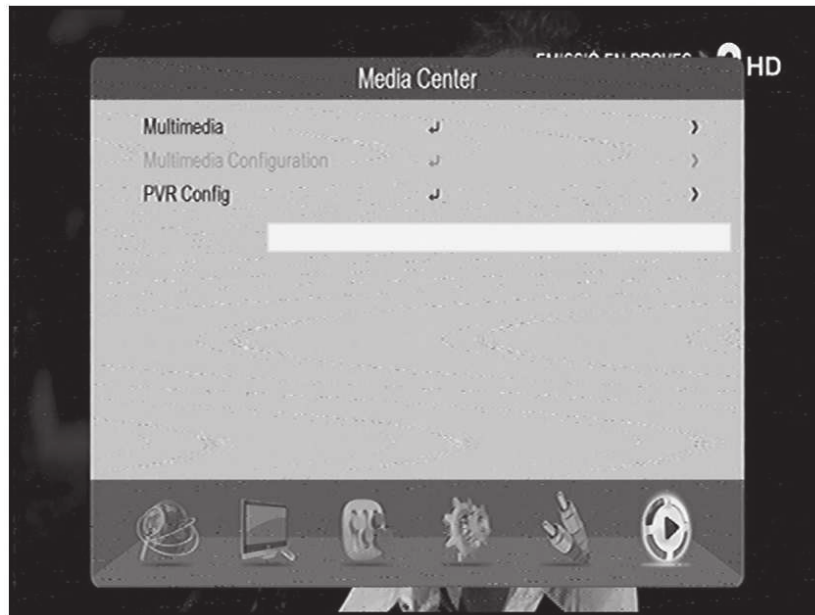 HD
Media Center
Multimedia
Multimedia Configuration
PVR Config